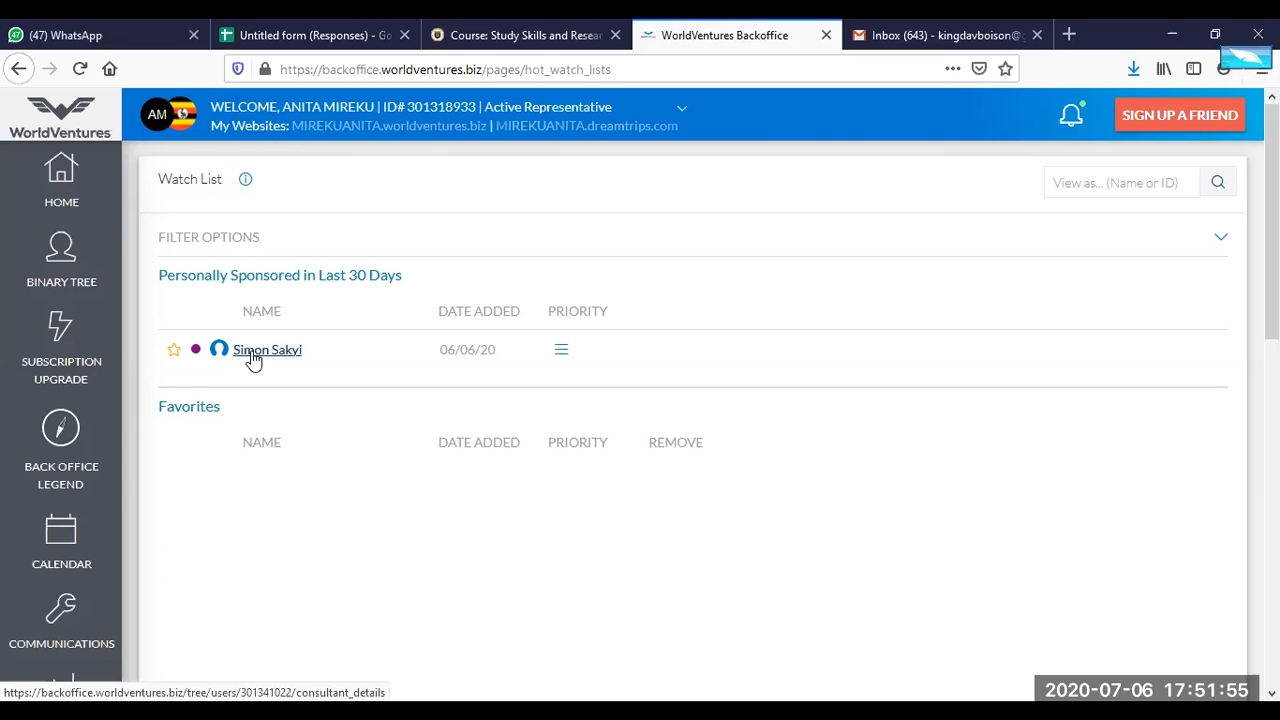 (47) WhatsApp
Untitled form (Responses) - Go
Course: Study Skills and Resear
WorldVentures Backoffice
Inbox (643) - kingdavboison@g
https://backoffice.worldventures.biz/pages/hot_watch_lists
WorldVentures
AM
WELCOME, ANITA MIREKU | ID# 301318933 | Active Representative
My Websites: MIREKUANITA.worldventures.biz | MIREKUANITA.dreamtrips.com
SIGN UP A FRIEND
HOME
BINARY TREE
SUBSCRIPTION
UPGRADE
BACK OFFICE
LEGEND
CALENDAR
COMMUNICATIONS
Watch List
View as... (Name or ID)
FILTER OPTIONS
Personally Sponsored in Last 30 Days
NAME DATE ADDED PRIORITY
Simon Sakyi 06/06/20
Favorites
NAME DATE ADDED PRIORITY REMOVE
https://backoffice.worldventures.biz/tree/users/301341022/consultant_details
2020-07-06 17:51:55